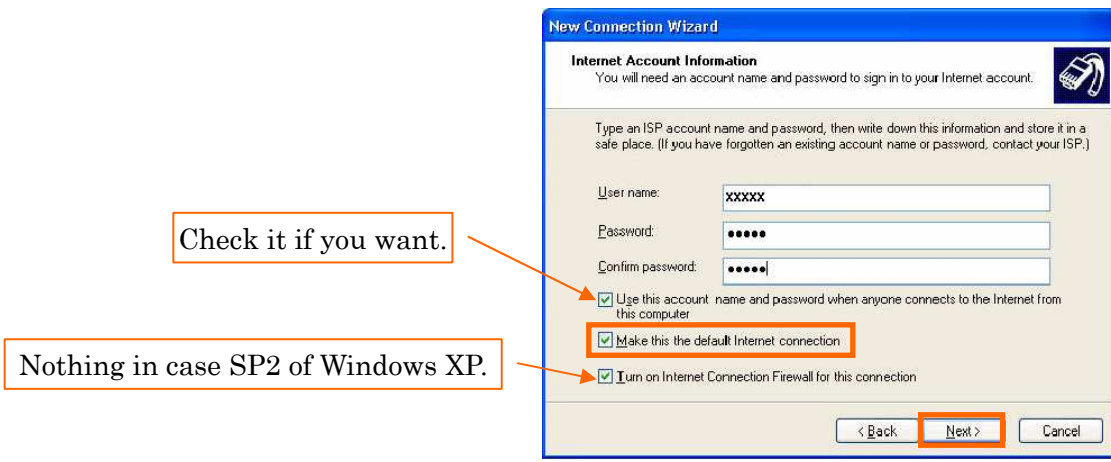 New Connection Wizard
Internet Account Information
You will need an account name and password to sign in to your Internet account.
Type an ISP account name and password, then write down this information and store it in a
safe place. (If you have forgotten an existing account name or password, contact your ISP.)
User name:
xxxxx
Password:
•••••
Confirm password:
•••••
Check it if you want.
Use this account name and password when anyone connects to the Internet from
this computer
Make this the default Internet connection
Nothing in case SP2 of Windows XP.
Turn on Internet Connection Firewall for this connection
< Back
Next >
Cancel